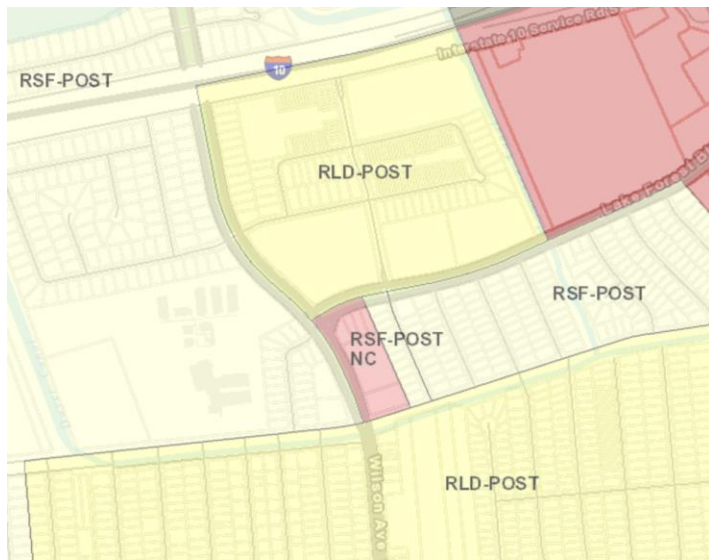 Interstate 10 Service Rd S
RSF-POST
10
RLD-POST
Lake Forest Bl
RSF-POST
RSF-POST
NC
Wilson Ave
RLD-POST